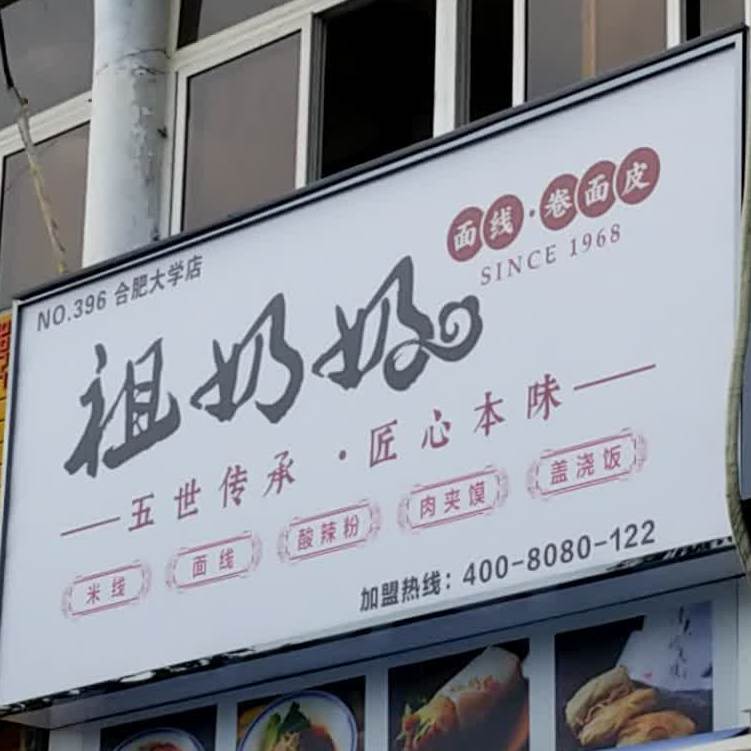 面线·卷面皮
SINCE 1968
NO.396 合肥大学店
祖奶奶
五世传承·匠心本味
米线 面线 酸辣粉 肉夹馍 盖浇饭
加盟热线：400-8080-122